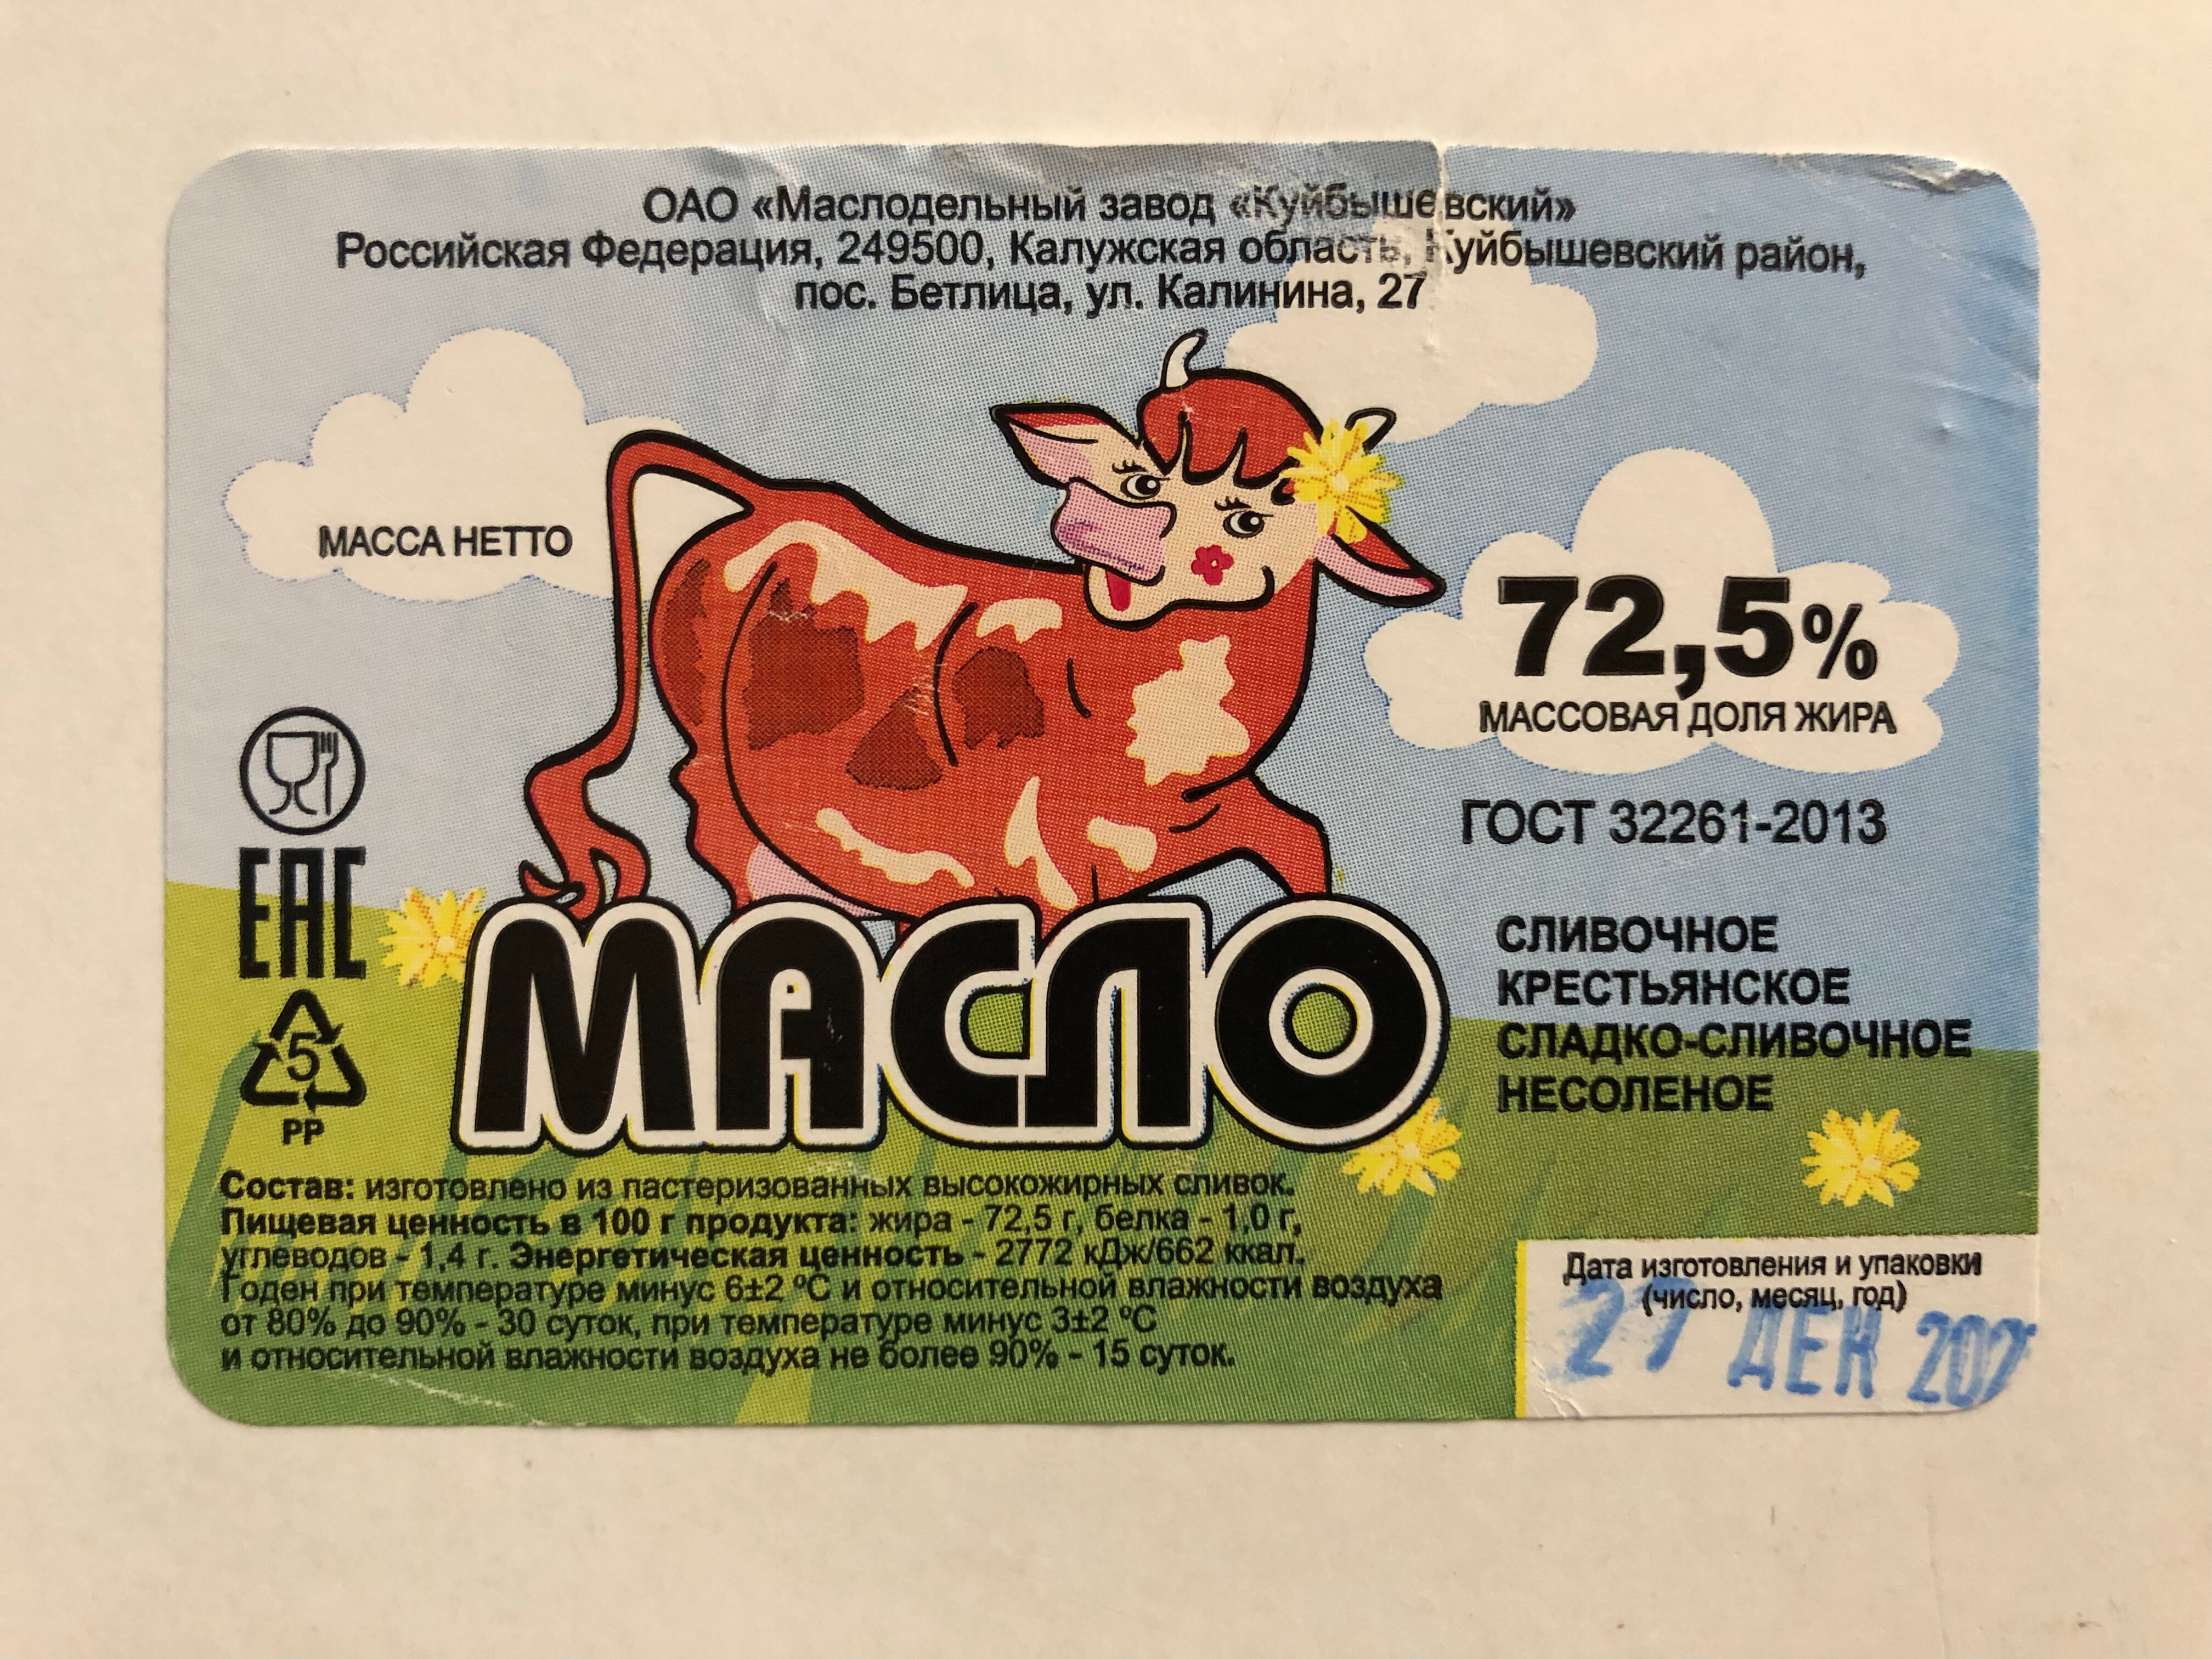 ОАО «Маслодельный завод «Куйбышевский»
Российская Федерация, 249500, Калужская область, Куйбышевский район,
пос. Бетлица, ул. Калинина, 27
МАССА НЕТТО
72,5%
МАССОВАЯ ДОЛЯ ЖИРА
ГОСТ 32261-2013
EAC
5
PP
МАСЛО
СЛИВОЧНОЕ
КРЕСТЬЯНСКОЕ
СЛАДКО-СЛИВОЧНОЕ
НЕСОЛЕНОЕ
Состав: изготовлено из пастеризованных высокожирных сливок.
Пищевая ценность в 100 г продукта: жира - 72,5 г, белка - 1,0 г,
углеводов - 1,4 г. Энергетическая ценность - 2772 кДж/662 ккал.
Годен при температуре минус 6±2 ºС и относительной влажности воздуха
от 80% до 90% - 30 суток, при температуре минус 3±2 ºС
и относительной влажности воздуха не более 90% - 15 суток.
Дата изготовления и упаковки
(число, месяц, год)
ДЕК